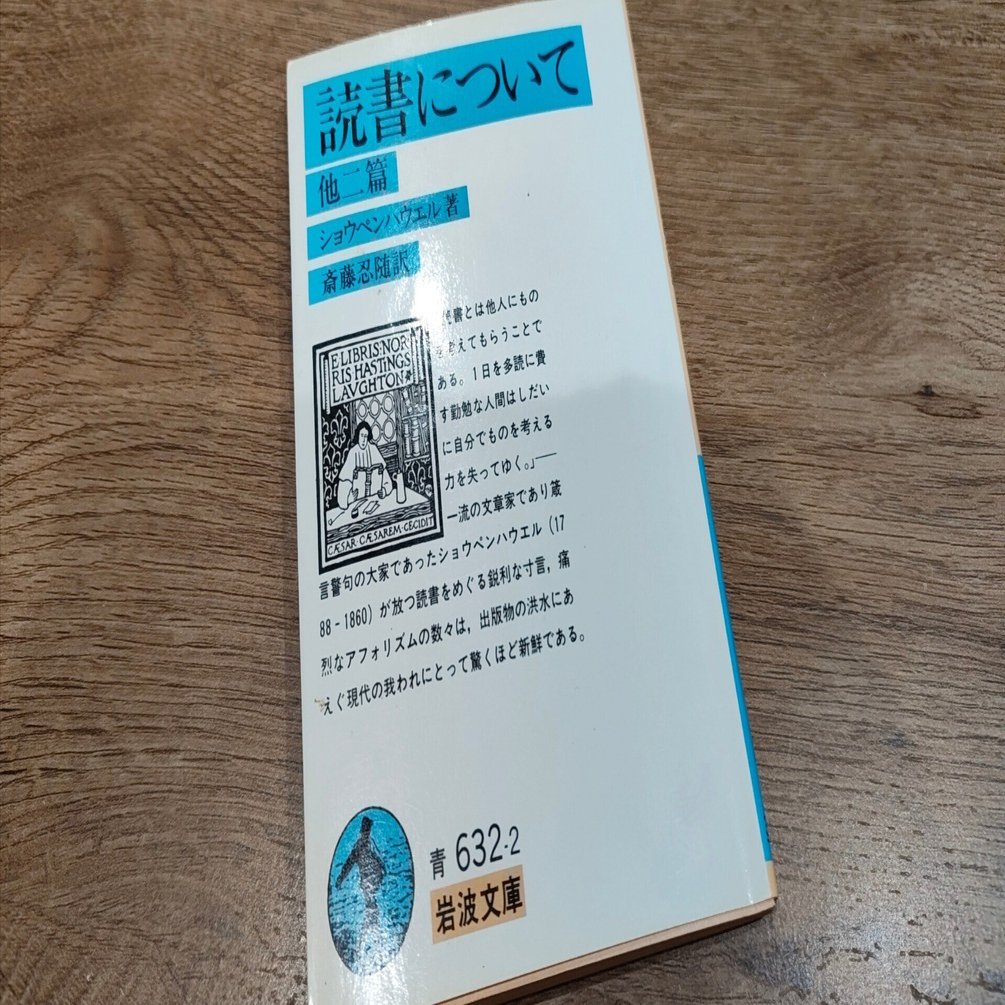 読書について
他二篇
ショウペンハウエル著
斎藤忍随訳
E·LIBRIS·NOR
RIS HASTINGS
LAVGHTON
CÆSAR·CÆSAREM·CECIDIT
読書とは他人にもの
を考えてもらうことで
ある。1日を多読に費
す勤勉な人間はしだい
に自分でものを考える
力を失ってゆく。」──
一流の文章家であり箴
言警句の大家であったショウペンハウエル(17
88-1860)が放つ読書をめぐる鋭利な寸言,痛
烈なアフォリズムの数々は,出版物の洪水にあ
えぐ現代の我われにとって驚くほど新鮮である。
青 632-2
岩波文庫